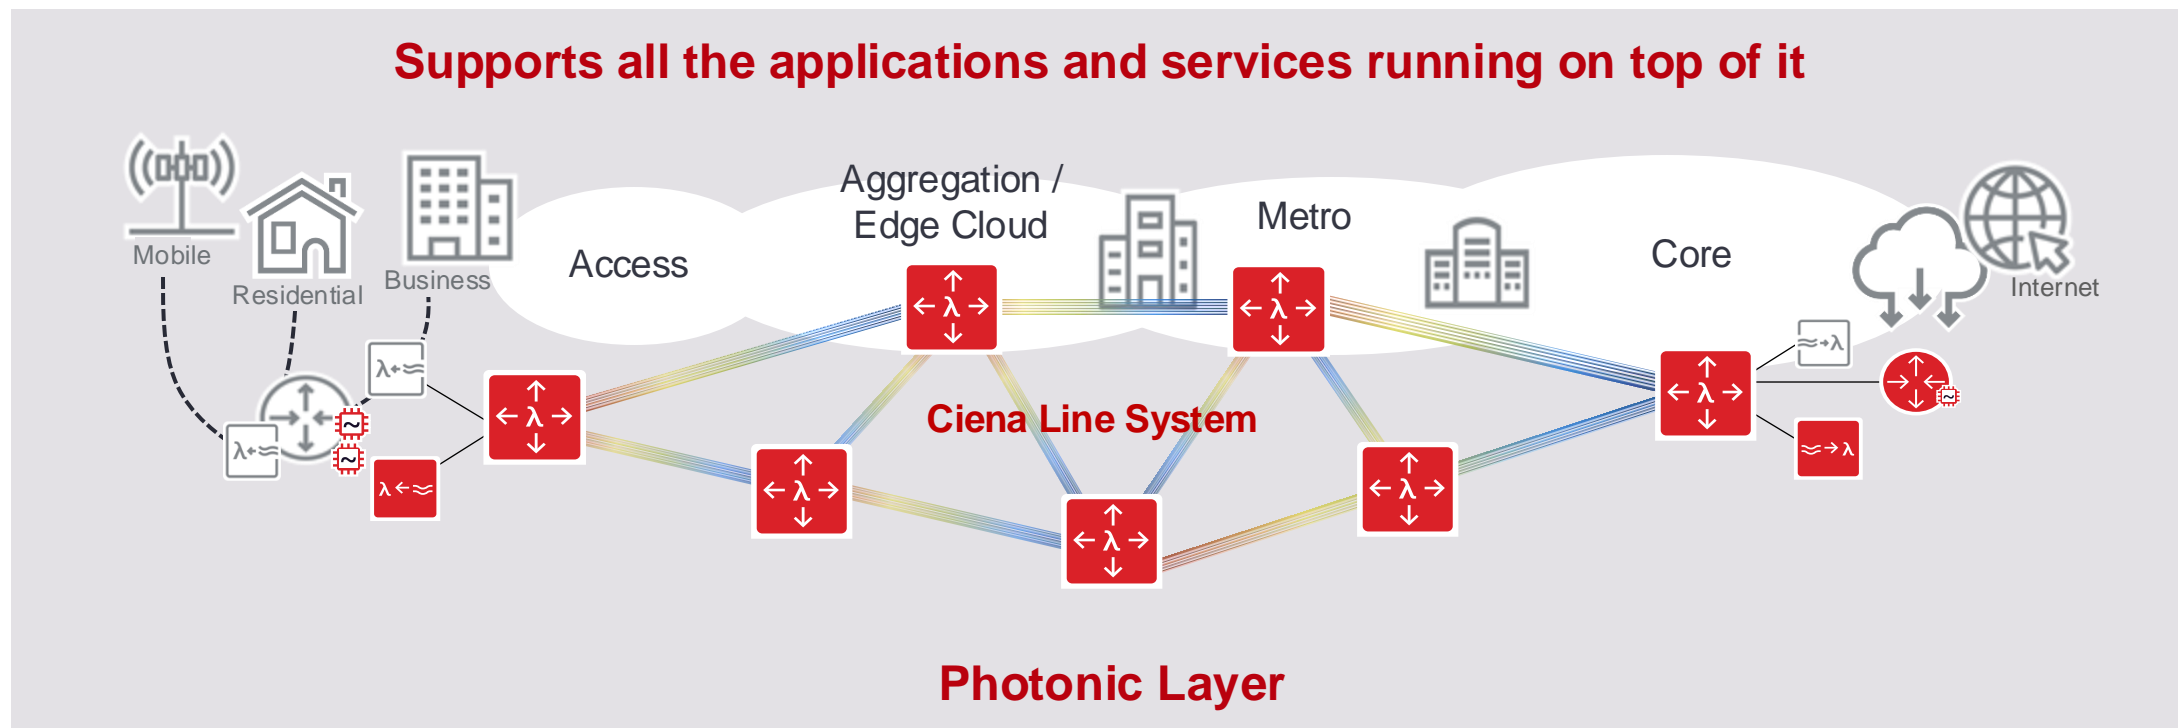 Supports all the applications and services running on top of it
Mobile
Residential
Business
Access
Aggregation /
Edge Cloud
Metro
Core
Internet
λ
λ
λ
λ
λ
λ
λ
λ
λ
λ
λ
λ
Ciena Line System
Photonic Layer